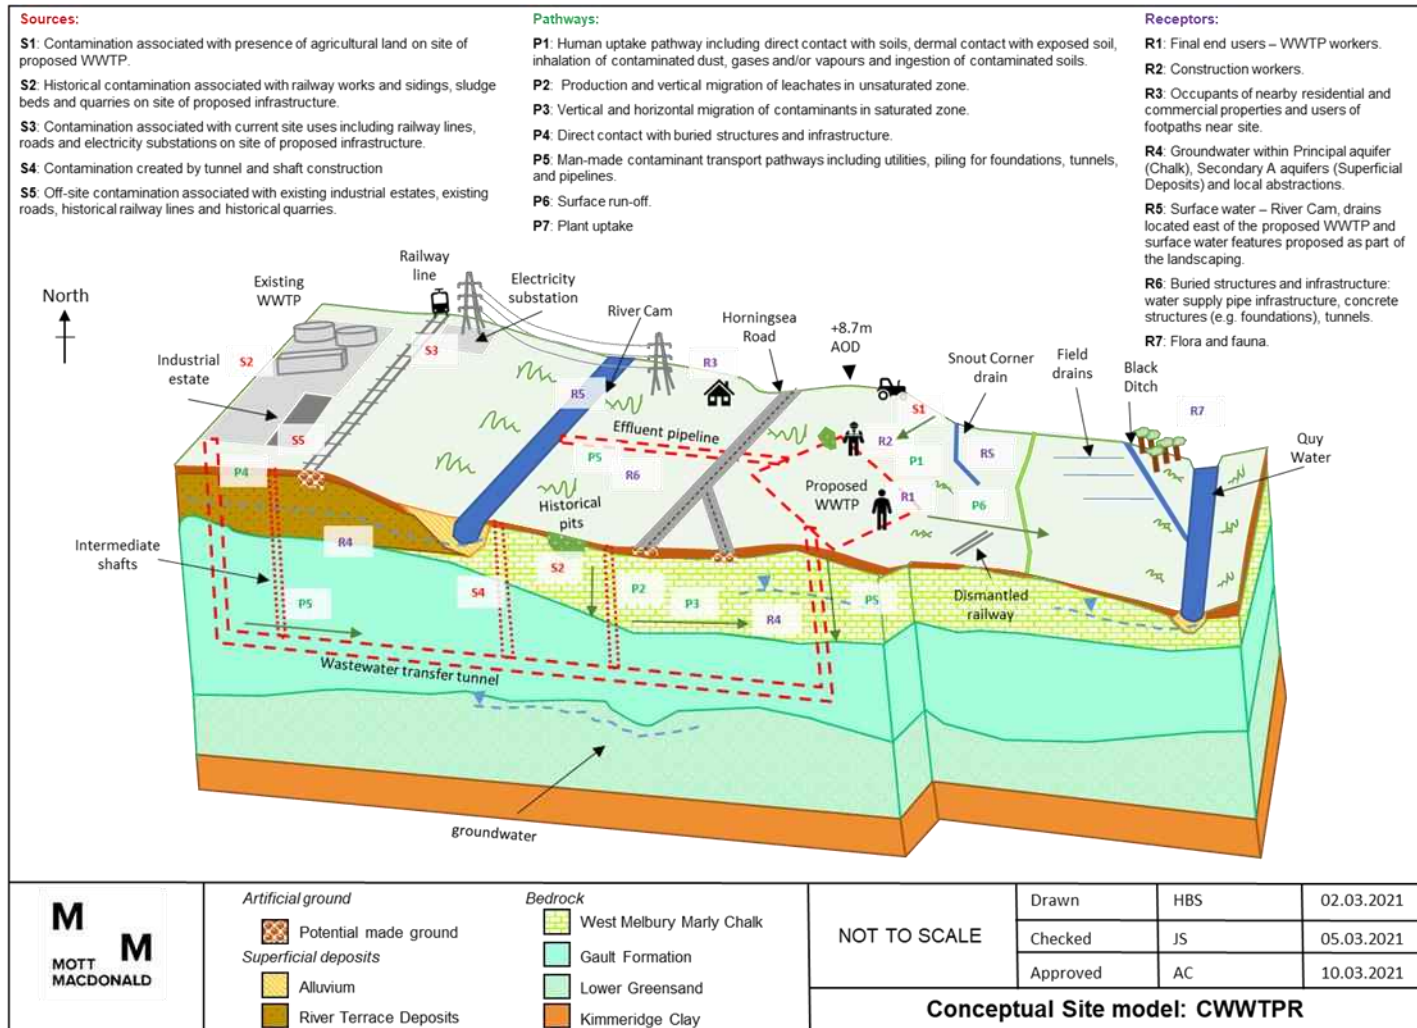 Sources:
S1: Contamination associated with presence of agricultural land on site of
proposed WWTP.
S2: Historical contamination associated with railway works and sidings, sludge
beds and quarries on site of proposed infrastructure.
S3: Contamination associated with current site uses including railway lines,
roads and electricity substations on site of proposed infrastructure.
S4: Contamination created by tunnel and shaft construction
S5: Off-site contamination associated with existing industrial estates, existing
roads, historical railway lines and historical quarries.
Pathways:
P1: Human uptake pathway including direct contact with soils, dermal contact with exposed soil,
inhalation of contaminated dust, gases and/or vapours and ingestion of contaminated soils.
P2: Production and vertical migration of leachates in unsaturated zone.
P3: Vertical and horizontal migration of contaminants in saturated zone.
P4: Direct contact with buried structures and infrastructure.
P5: Man-made contaminant transport pathways including utilities, piling for foundations, tunnels,
and pipelines.
P6: Surface run-off.
P7: Plant uptake
Receptors:
R1: Final end users – WWTP workers.
R2: Construction workers.
R3: Occupants of nearby residential and
commercial properties and users of
footpaths near site.
R4: Groundwater within Principal aquifer
(Chalk), Secondary A aquifers (Superficial
Deposits) and local abstractions.
R5: Surface water – River Cam, drains
located east of the proposed WWTP and
surface water features proposed as part of
the landscaping.
R6: Buried structures and infrastructure:
water supply pipe infrastructure, concrete
structures (e.g. foundations), tunnels.
R7: Flora and fauna.
North
Existing
WWTP
Railway
line
Electricity
substation
River Cam
Horningsea
Road
+8.7m
AOD
Snout Corner
drain
Field
drains
Black
Ditch
Quy
Water
Industrial
estate
S2
S3
R3
R5
S1
R7
S5
Effluent pipeline
R2
P1
R5
P4
P5
R6
Proposed
WWTP
R1
P6
Historical
pits
Intermediate
shafts
R4
S2
S4
P2
P3
P5
R4
P5
Dismantled
railway
Wastewater transfer tunnel
groundwater
M
M
MOTT
MACDONALD
Artificial ground
Potential made ground
Superficial deposits
Alluvium
River Terrace Deposits
Bedrock
West Melbury Marly Chalk
Gault Formation
Lower Greensand
Kimmeridge Clay
NOT TO SCALE
Drawn HBS 02.03.2021
Checked JS 05.03.2021
Approved AC 10.03.2021
Conceptual Site model: CWWTPR